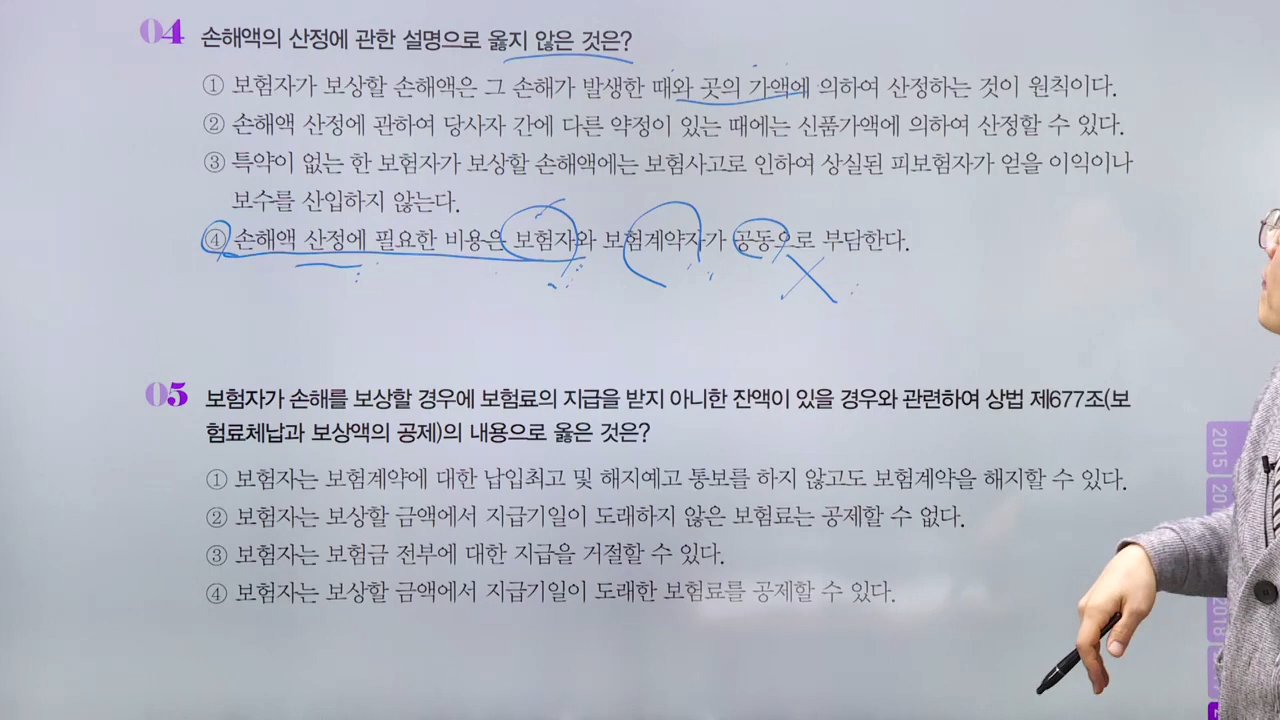 04 손해액의 산정에 관한 설명으로 옳지 않은 것은?
① 보험자가 보상할 손해액은 그 손해가 발생한 때와 곳의 가액에 의하여 산정하는 것이 원칙이다.
② 손해액 산정에 관하여 당사자 간에 다른 약정이 있는 때에는 신품가액에 의하여 산정할 수 있다.
③ 특약이 없는 한 보험자가 보상할 손해액에는 보험사고로 인하여 상실된 피보험자가 얻을 이익이나
보수를 산입하지 않는다.
④ 손해액 산정에 필요한 비용은 보험자와 보험계약자가 공동으로 부담한다.
05 보험자가 손해를 보상할 경우에 보험료의 지급을 받지 아니한 잔액이 있을 경우와 관련하여 상법 제677조(보
험료체납과 보상액의 공제)의 내용으로 옳은 것은?
① 보험자는 보험계약에 대한 납입최고 및 해지예고 통보를 하지 않고도 보험계약을 해지할 수 있다.
② 보험자는 보상할 금액에서 지급기일이 도래하지 않은 보험료는 공제할 수 없다.
③ 보험자는 보험금 전부에 대한 지급을 거절할 수 있다.
④ 보험자는 보상할 금액에서 지급기일이 도래한 보험료를 공제할 수 있다.
2015
2018